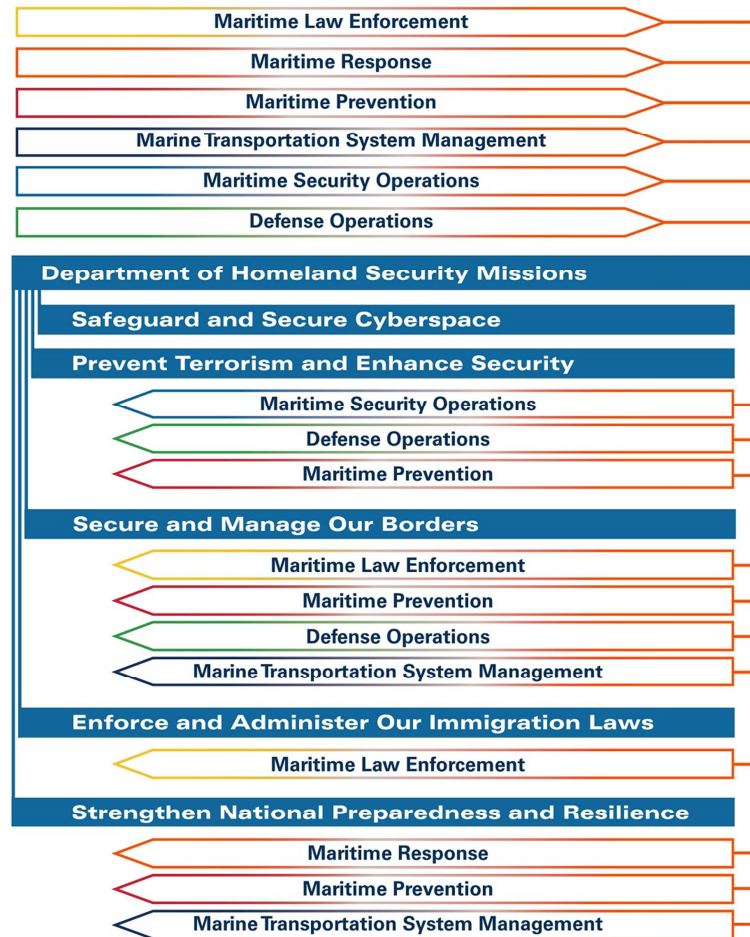 Maritime Law Enforcement
Maritime Response
Maritime Prevention
Marine Transportation System Management
Maritime Security Operations
Defense Operations
Department of Homeland Security Missions
Safeguard and Secure Cyberspace
Prevent Terrorism and Enhance Security
Maritime Security Operations
Defense Operations
Maritime Prevention
Secure and Manage Our Borders
Maritime Law Enforcement
Maritime Prevention
Defense Operations
Marine Transportation System Management
Enforce and Administer Our Immigration Laws
Maritime Law Enforcement
Strengthen National Preparedness and Resilience
Maritime Response
Maritime Prevention
Marine Transportation System Management